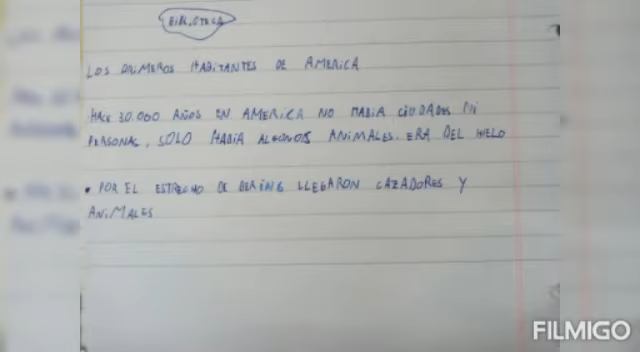 BIBLIOTECA
LOS PRIMEROS HABITANTES DE AMERICA
HACE 30.000 AÑOS EN AMERICA NO HABIA CIUDADES NI
PERSONAS, SOLO HABIA ALGUNOS ANIMALES. ERA DEL HIELO
• POR EL ESTRECHO DE BERING LLEGARON CAZADORES Y
ANIMALES
FILMIGO